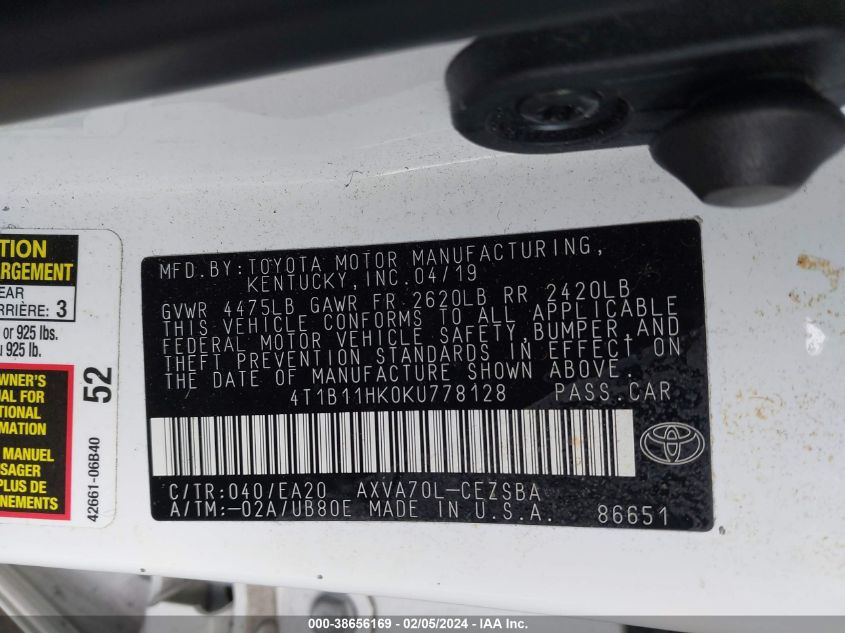 TION
ARGEMENT
EAR
RRIÈRE: 3
or 925 lbs.
u 925 lb.
WNER'S
UAL FOR
TIONAL
RMATION
MANUEL
SAGER
PLUS DE
NEMENTS
52
42661-06B40
MFD.BY:TOYOTA MOTOR MANUFACTURING,
KENTUCKY,INC.04/19
GVWR 4475LB GAWR FR 2620LB RR 2420LB
THIS VEHICLE CONFORMS TO ALL APPLICABLE
FEDERAL MOTOR VEHICLE SAFETY,BUMPER,AND
THEFT PREVENTION STANDARDS IN EFFECT ON
THE DATE OF MANUFACTURE SHOWN ABOVE.
4T1B11HK0KU778128 PASS.CAR
C/TR:040/EA20 AXVA70L-CEZSBA
A/TM:-02A/UB80E MADE IN U.S.A. 86651
000-38656169 - 02/05/2024 - IAA Inc.